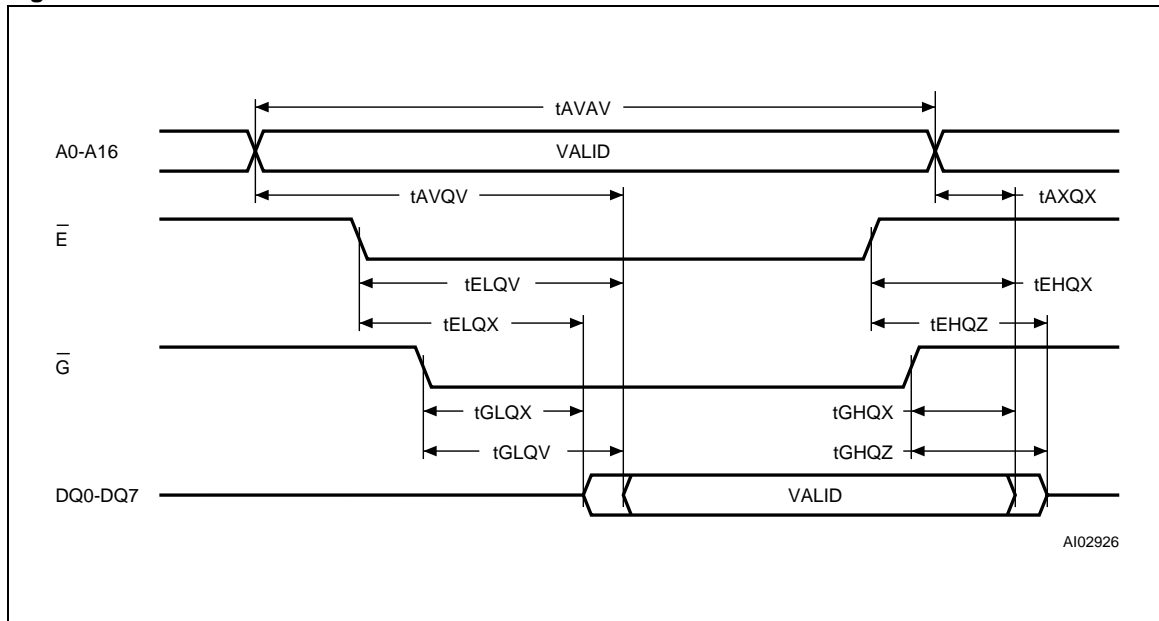 tAVAV
A0-A16
VALID
tAVQV
tAXQX
E
tELQV
tEHQX
tELQX
tEHQZ
G
tGLQX
tGHQX
tGLQV
tGHQZ
DQ0-DQ7
VALID
AI02926